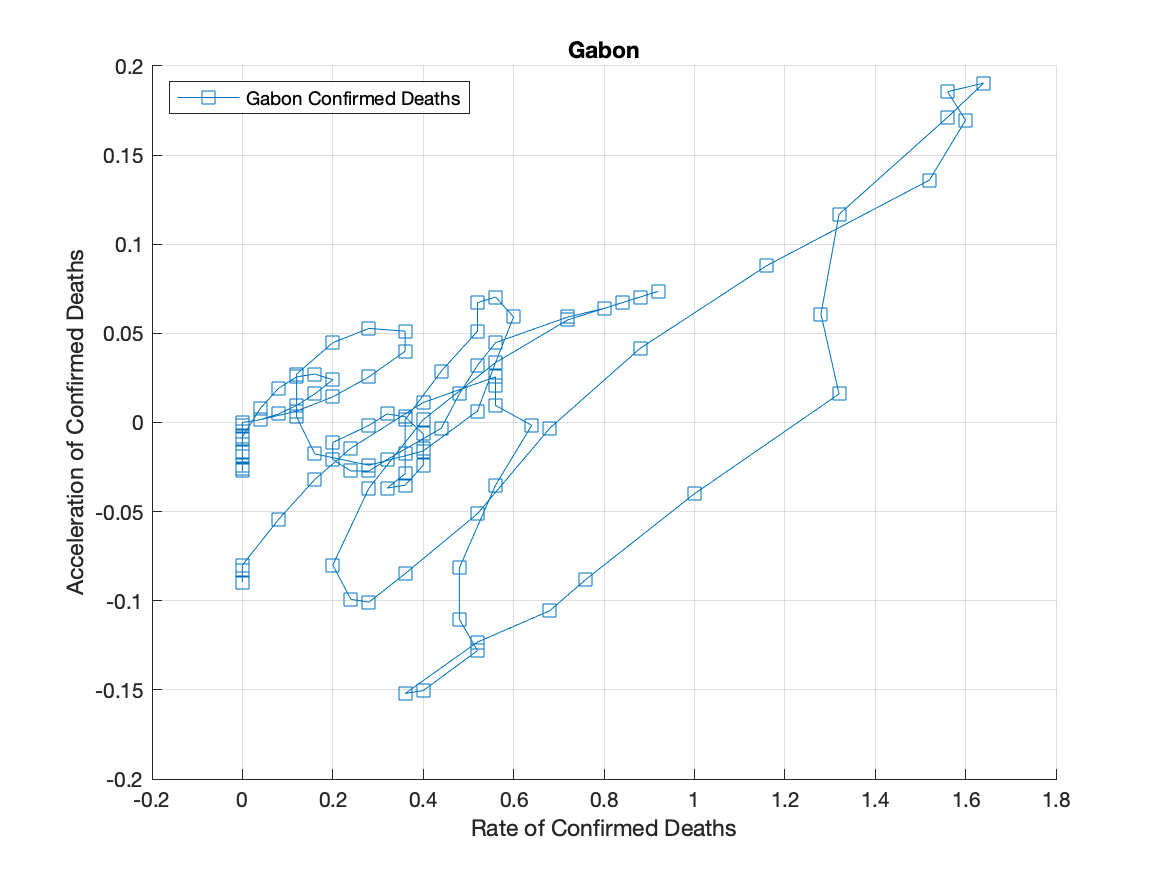 Gabon
Gabon Confirmed Deaths
0.2
0.15
0.1
0.05
0
-0.05
-0.1
-0.15
-0.2
Acceleration of Confirmed Deaths
-0.2 0 0.2 0.4 0.6 0.8 1 1.2 1.4 1.6 1.8
Rate of Confirmed Deaths